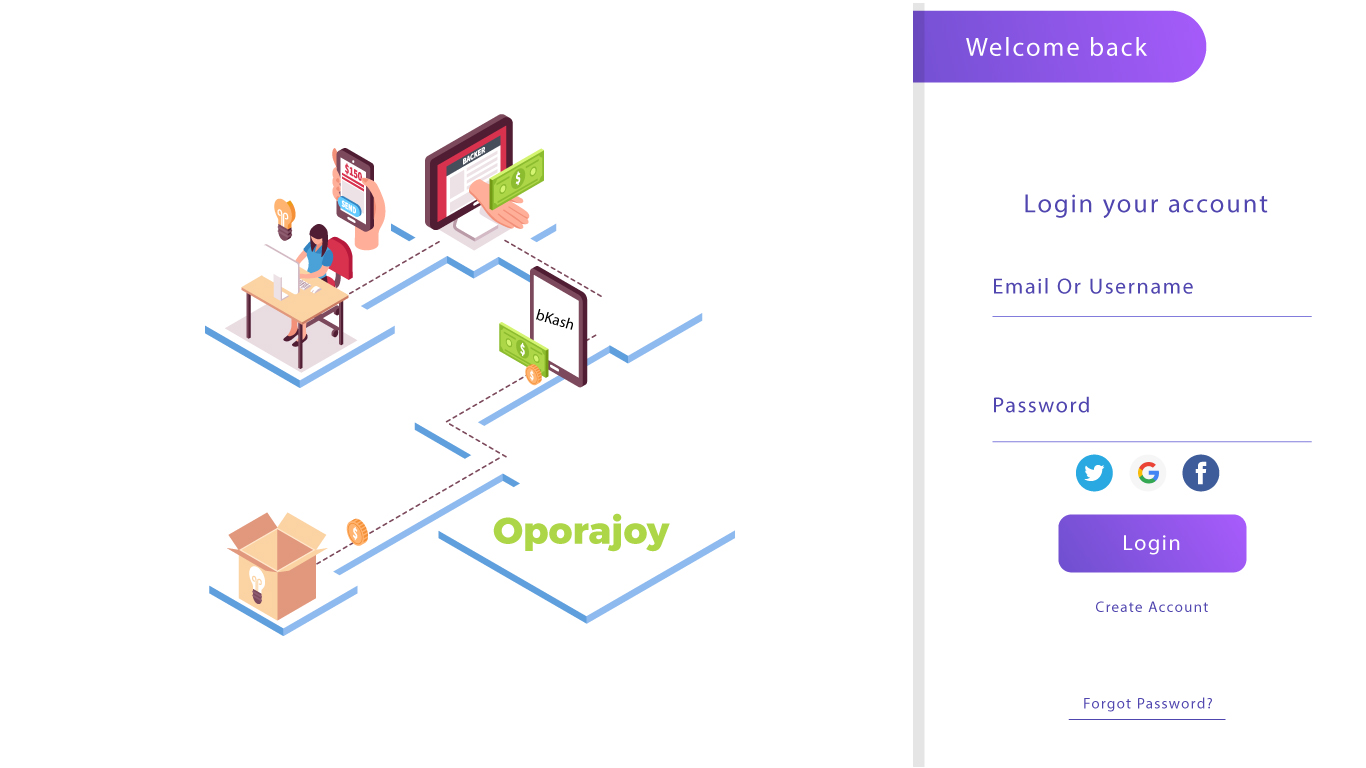 Welcome back
BACKER
$150
SEND
$
bKash
$
$
$
Oporajoy
Login your account
Email Or Username
Password
Login
Create Account
Forgot Password?